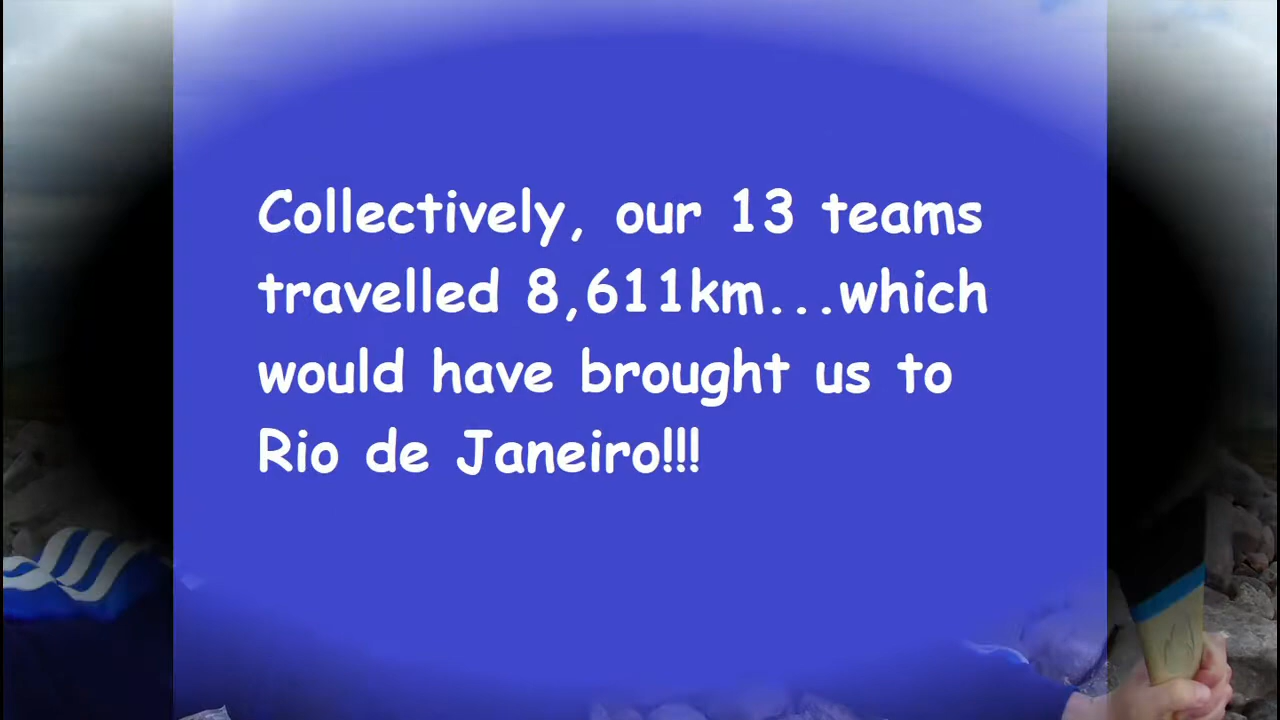 Collectively, our 13 teams
travelled 8,611km...which
would have brought us to
Rio de Janeiro!!!